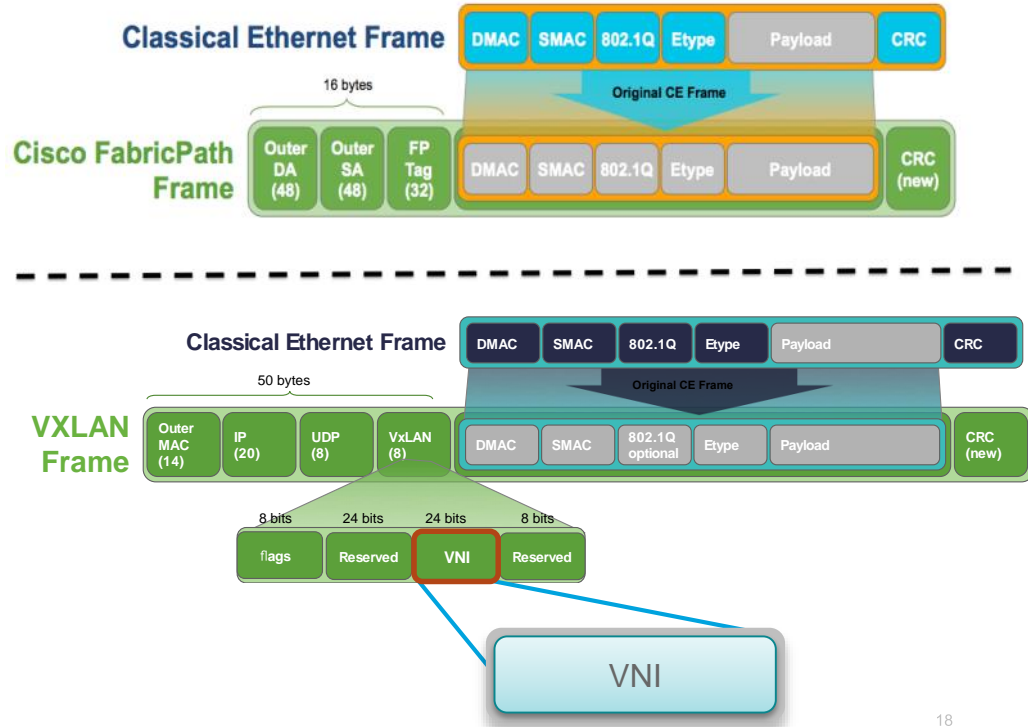 Classical Ethernet Frame
DMAC SMAC 802.1Q Etype Payload CRC
16 bytes
Original CE Frame
Cisco FabricPath
Frame
Outer
DA
(48)
Outer
SA
(48)
FP
Tag
(32)
DMAC SMAC 802.1Q Etype Payload
CRC
(new)
Classical Ethernet Frame
DMAC SMAC 802.1Q Etype Payload CRC
50 bytes
Original CE Frame
VXLAN
Frame
Outer
MAC
(14)
IP
(20)
UDP
(8)
VxLAN
(8)
DMAC SMAC 802.1Q
optional
Etype Payload
CRC
(new)
8 bits 24 bits 24 bits 8 bits
flags Reserved VNI Reserved
VNI
18